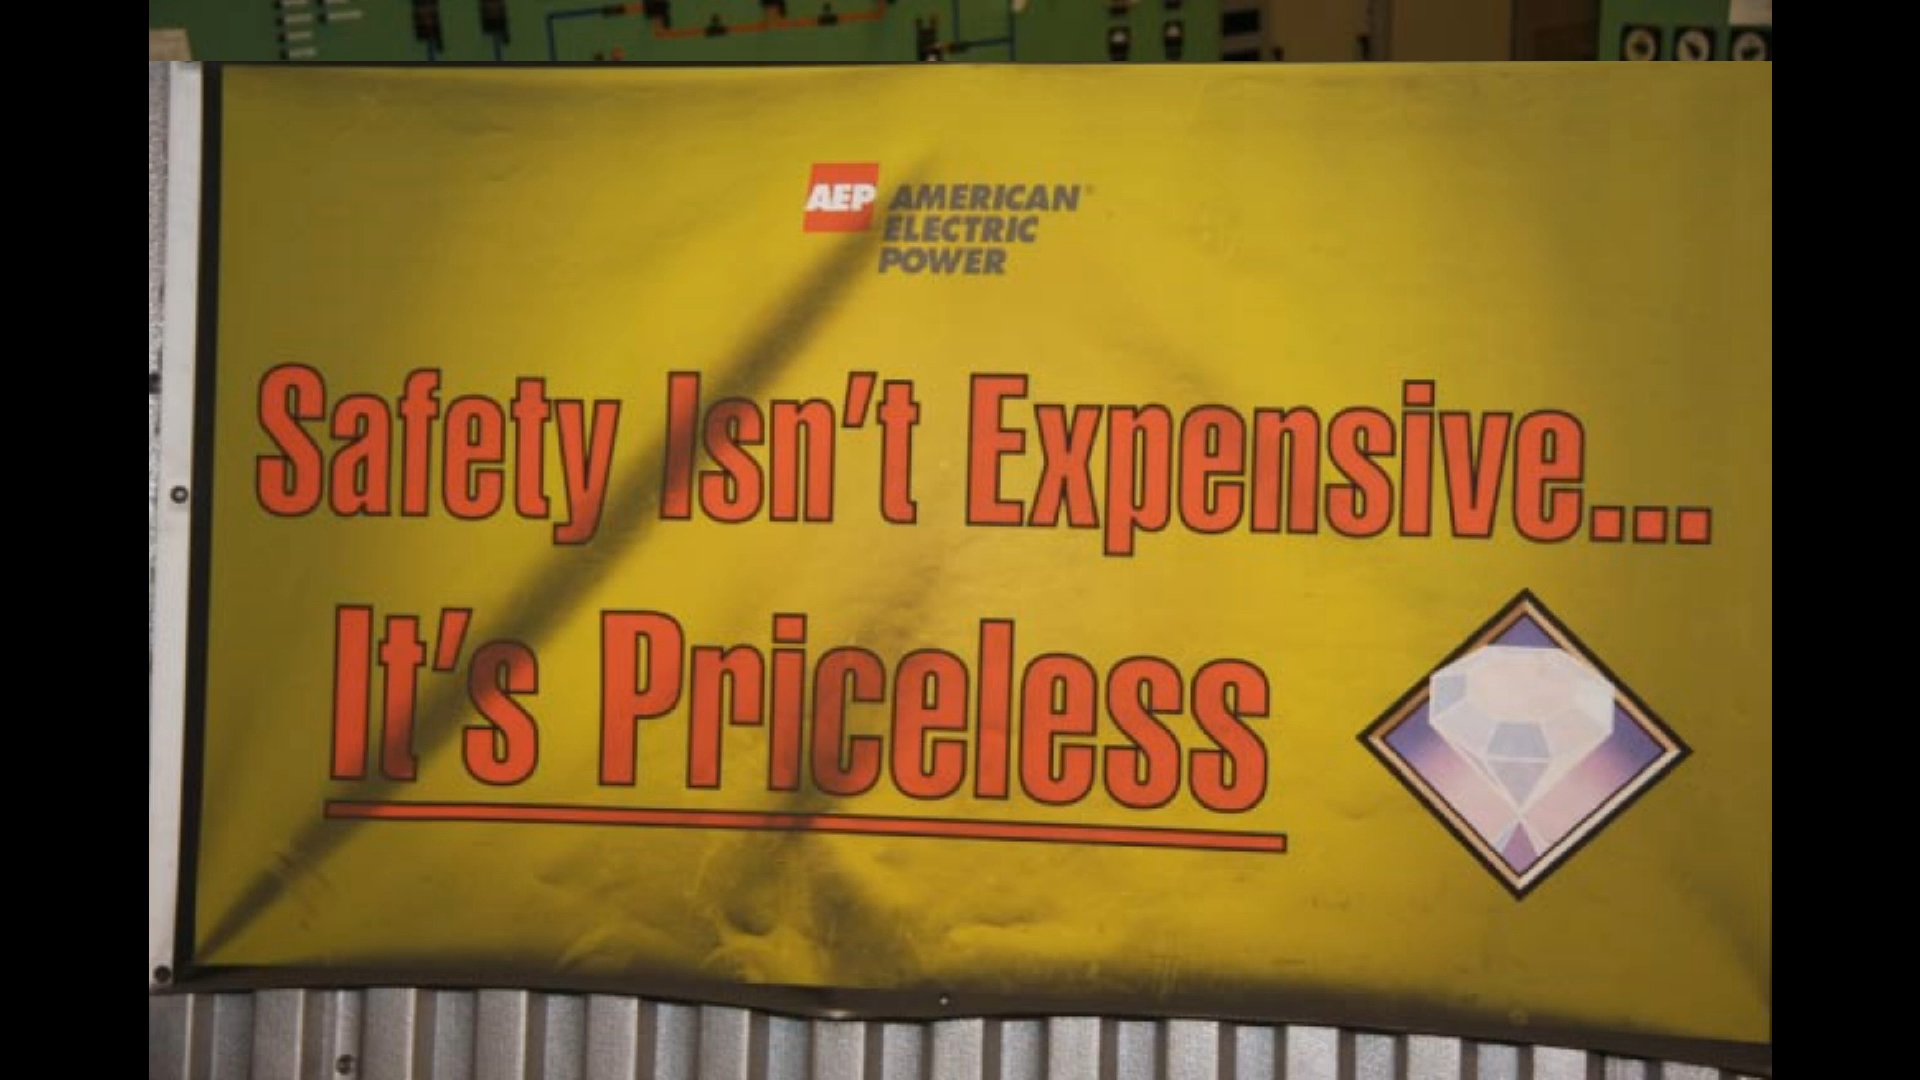 AEP AMERICAN®
ELECTRIC
POWER
Safety Isn't Expensive...
It's Priceless